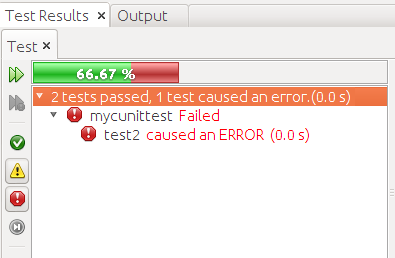 Test Results Output
Test
66.67 %
2 tests passed, 1 test caused an error.(0.0 s)
mycunittest Failed
test2 caused an ERROR (0.0 s)